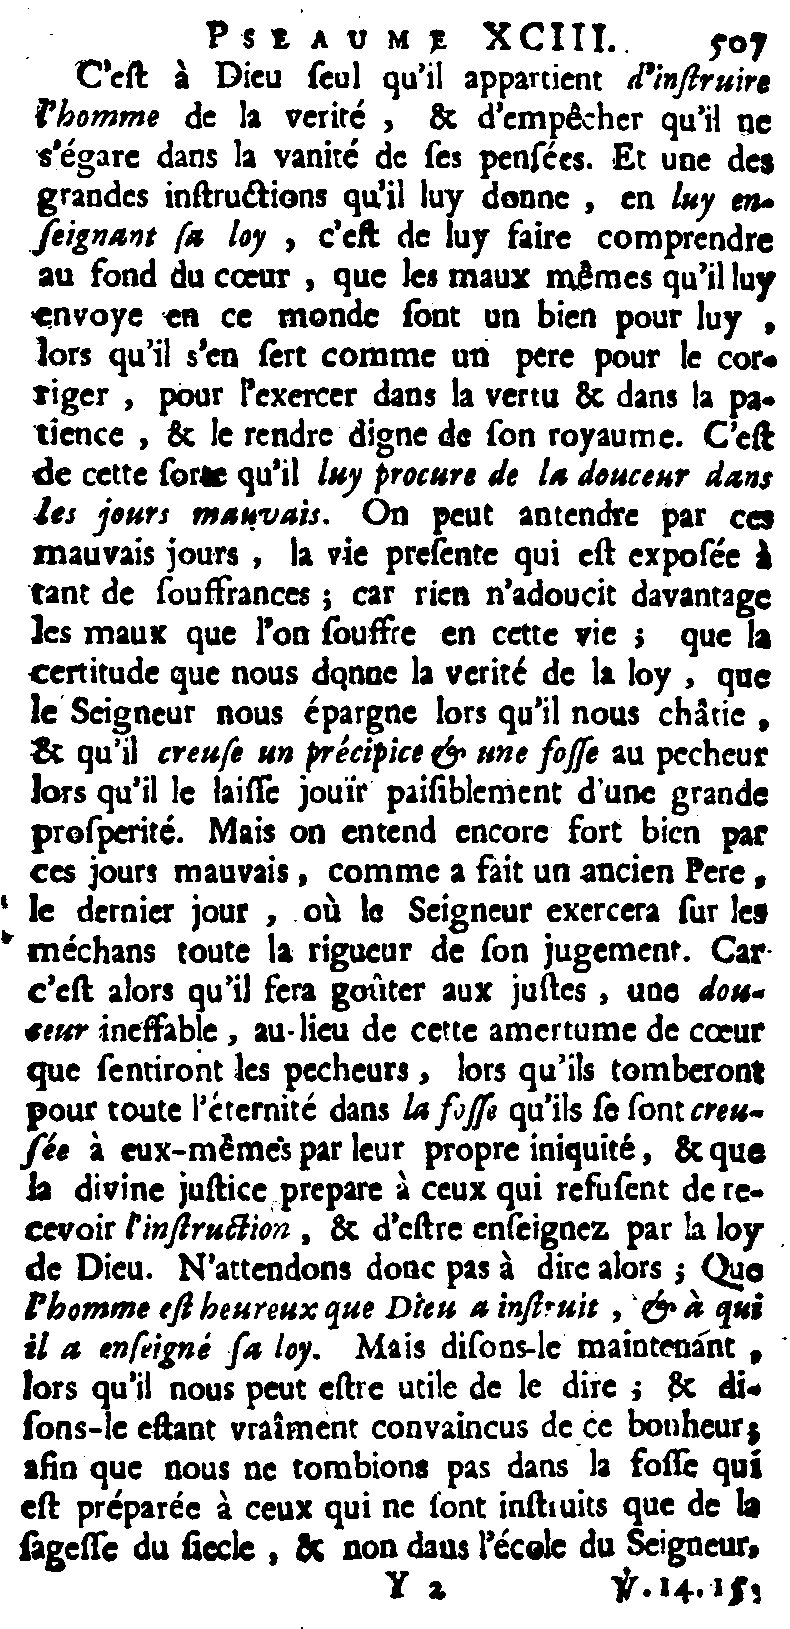 PSEAUME XCIII. 507
C'eſt à Dieu ſeul qu'il appartient d'inſtruire
l'homme de la verité, & d'empêcher qu'il ne
s'égare dans la vanité de ſes penſées. Et une des
grandes inſtructions qu'il luy donne, en luy en-
ſeignant ſa loy, c'eſt de luy faire comprendre
au fond du cœur, que les maux mêmes qu'il luy
envoye en ce monde ſont un bien pour luy,
lors qu'il s'en ſert comme un pere pour le cor-
riger, pour l'exercer dans la vertu & dans la pa-
tience, & le rendre digne de ſon royaume. C'eſt
de cette ſorte qu'il luy procure de la douceur dans
les jours mauvais. On peut antendre par ces
mauvais jours, la vie preſente qui eſt expoſée à
tant de ſouffrances; car rien n'adoucit davantage
les maux que l'on ſouffre en cette vie; que la
certitude que nous donne la verité de la loy, que
le Seigneur nous épargne lors qu'il nous châtie,
& qu'il creuſe un précipice & une foſſe au pecheur
lors qu'il le laiſſe jouïr paiſiblement d'une grande
proſperité. Mais on entend encore fort bien par
ces jours mauvais, comme a fait un ancien Pere,
le dernier jour, où le Seigneur exercera ſur les
méchans toute la rigueur de ſon jugement. Car
c'eſt alors qu'il fera goûter aux juſtes, une dou-
ceur ineffable, au-lieu de cette amertume de cœur
que ſentiront les pecheurs, lors qu'ils tomberont
pour toute l'éternité dans la foſſe qu'ils ſe ſont creu-
ſée à eux-mêmes par leur propre iniquité, & que
la divine juſtice prepare à ceux qui refuſent de re-
cevoir l'inſtruction, & d'eſtre enſeignez par la loy
de Dieu. N'attendons donc pas à dire alors; Que
l'homme eſt heureux que Dieu a inſtruit, & à qui
il a enſeigné ſa loy. Mais diſons-le maintenant,
lors qu'il nous peut eſtre utile de le dire; & di-
ſons-le eſtant vraîment convaincus de ce bonheur;
afin que nous ne tombions pas dans la foſſe qui
eſt préparée à ceux qui ne ſont inſtruits que de la
ſageſſe du ſiecle, & non dans l'école du Seigneur.
Y 2 ℣. 14. 15.